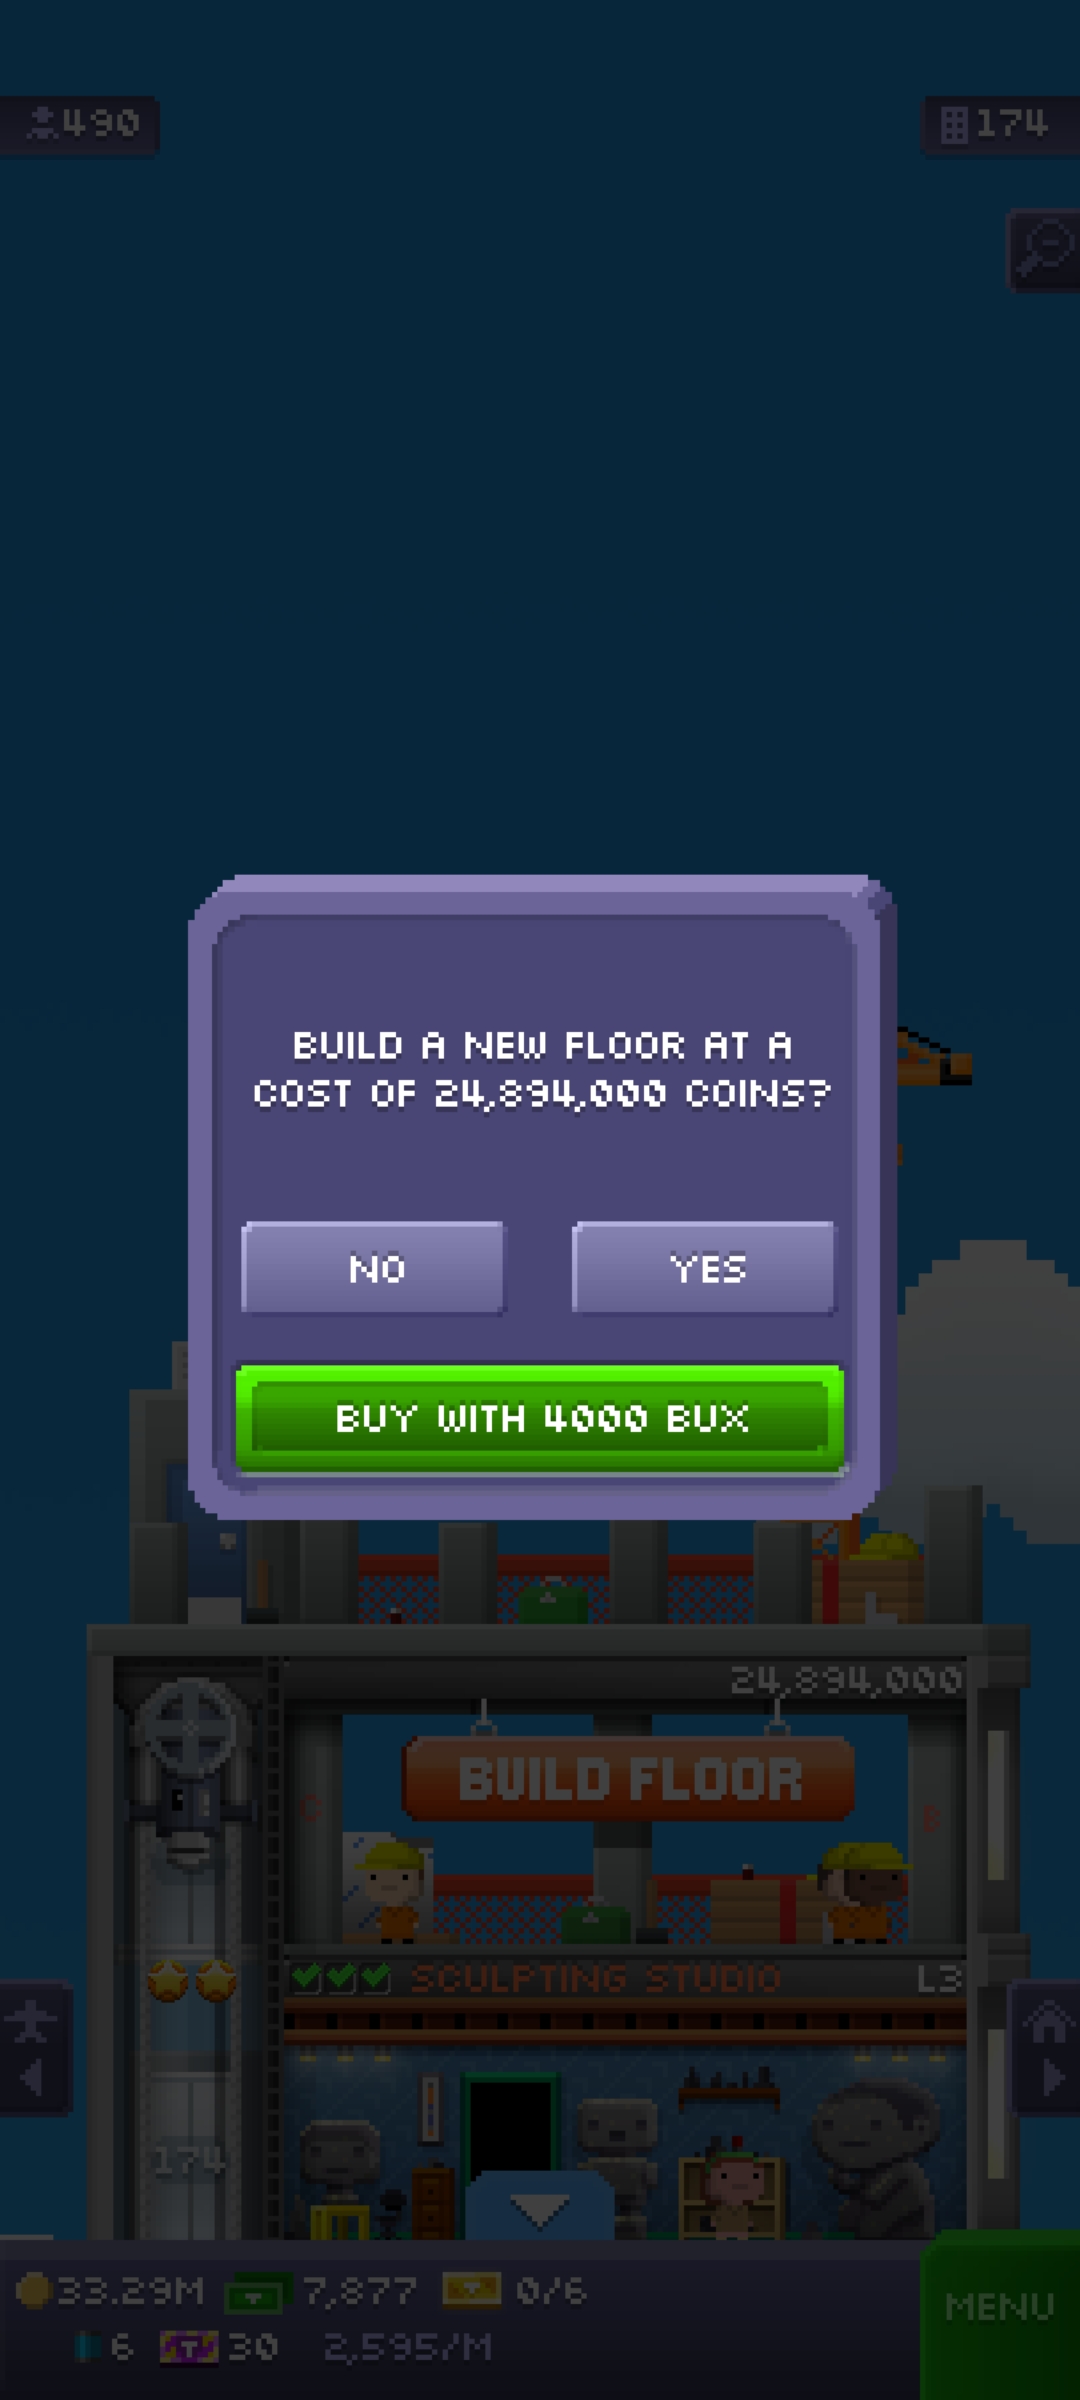 490
174
BUILD A NEW FLOOR AT A
COST OF 24,894,000 COINS?
NO
YES
BUY WITH 4000 BUX
24,894,000
BUILD FLOOR
C
B
SCULPTING STUDIO
L3
174
33.29M
7,877
0/6
MENU
6
T
30
2,595/M